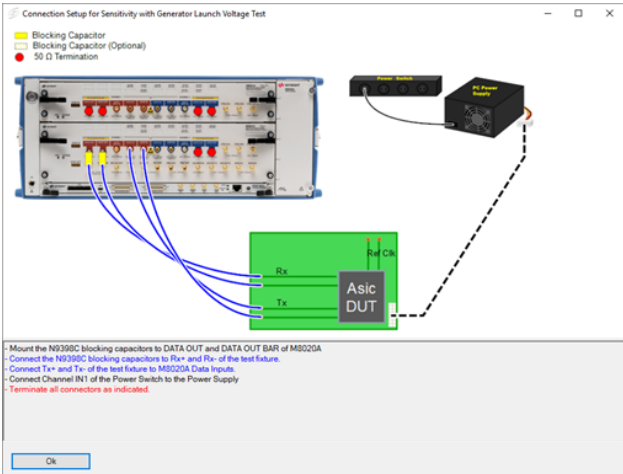 Connection Setup for Sensitivity with Generator Launch Voltage Test
Blocking Capacitor
Blocking Capacitor (Optional)
50 Ω Termination
Power Switch
PC Power
Supply
Ref Clk
Rx
Asic
DUT
Tx
- Mount the N9398C blocking capacitors to DATA OUT and DATA OUT BAR of M8020A
- Connect the N9398C blocking capacitors to Rx+ and Rx- of the test fixture.
- Connect Tx+ and Tx- of the test fixture to M8020A Data Inputs.
- Connect Channel IN1 of the Power Switch to the Power Supply
- Terminate all connectors as indicated.
Ok